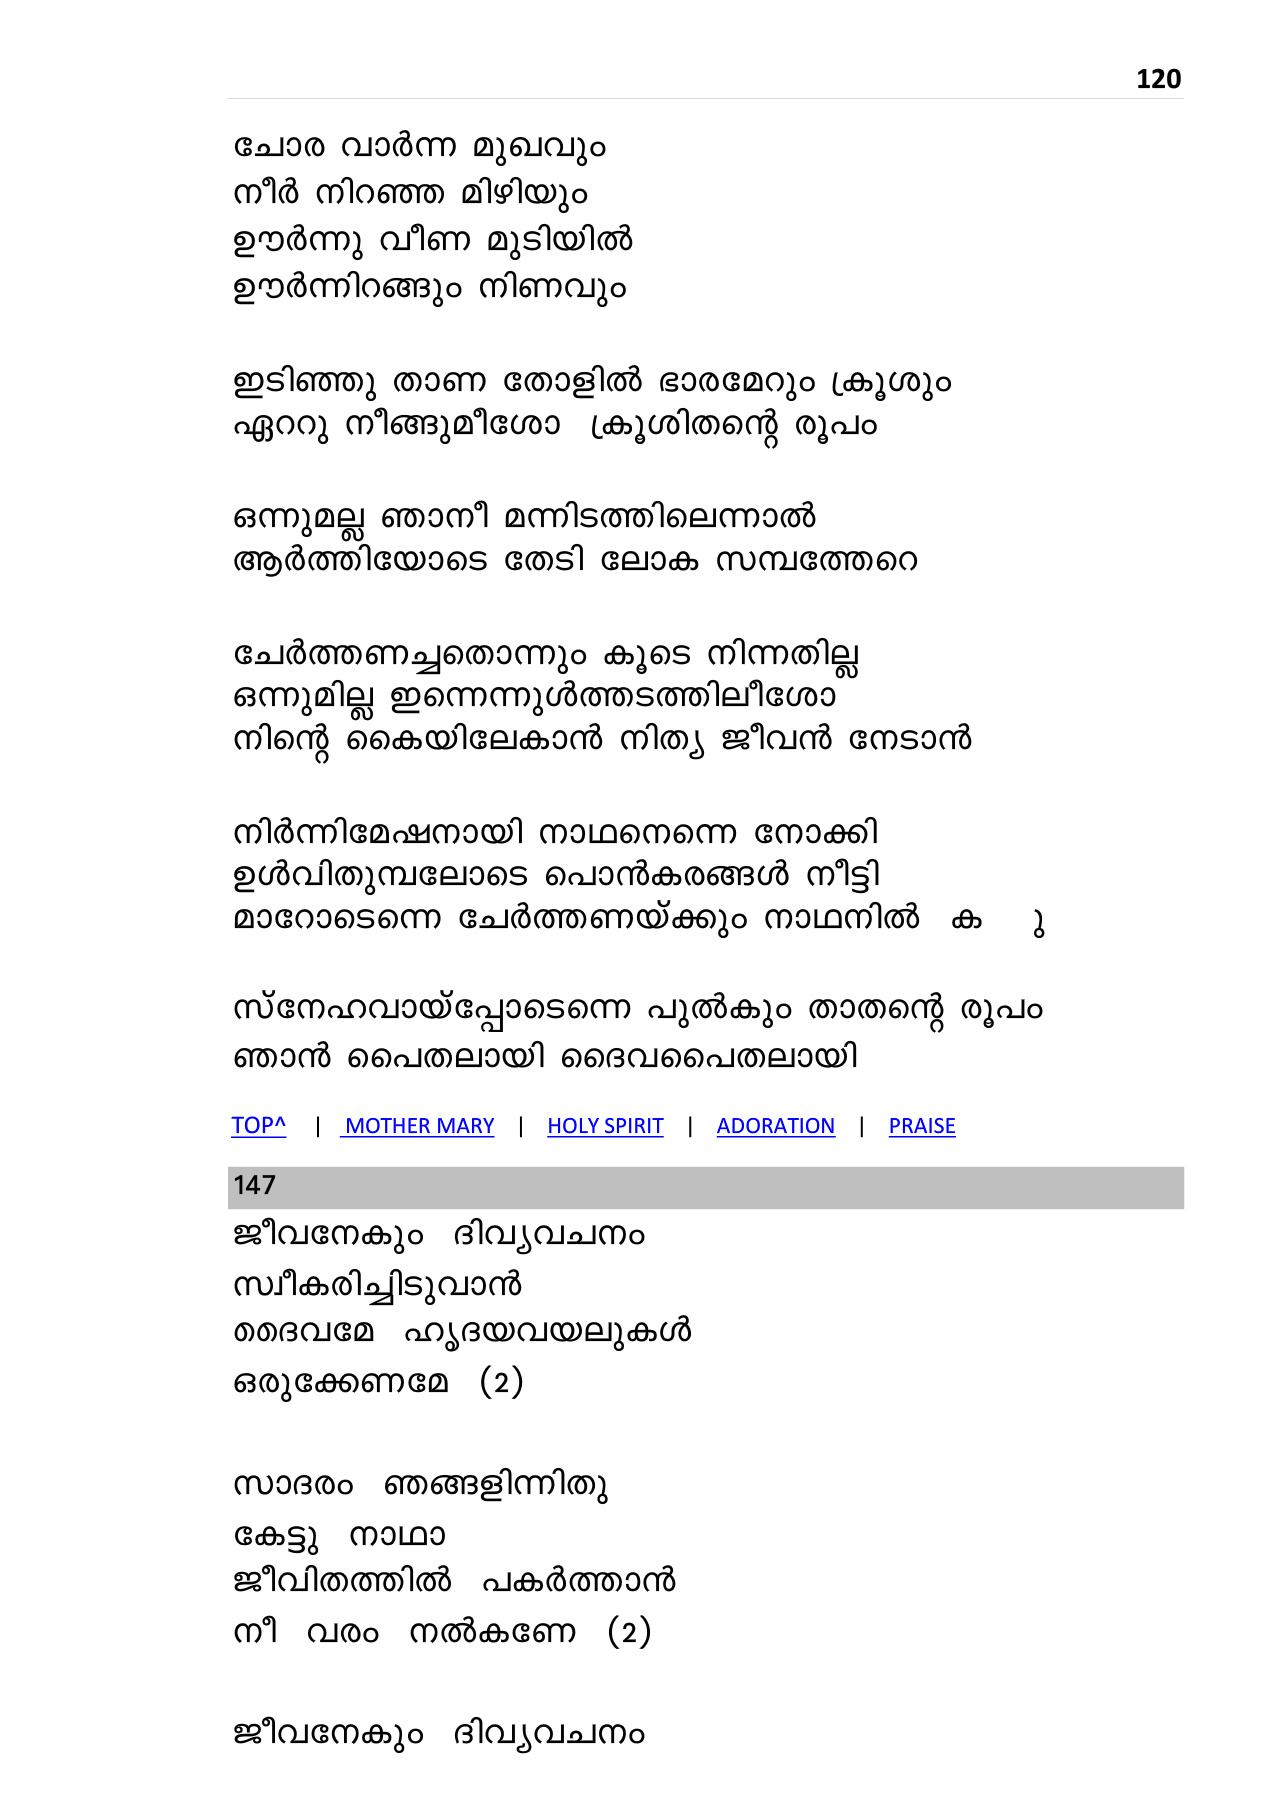 120
ചോര വാർന്ന മുഖവും
നീർ നിറഞ്ഞ മിഴിയും
ഊർന്നു വീണ മുടിയിൽ
ഊർന്നിറങ്ങും നിണവും
ഇടിഞ്ഞു താണ തോളിൽ ഭാരമേറും ക്രൂശും
ഏററു നീങ്ങുമീശോ ക്രൂശിതന്റെ രൂപം
ഒന്നുമല്ല ഞാനീ മന്നിടത്തിലെന്നാൽ
ആർത്തിയോടെ തേടി ലോക സമ്പത്തേറെ
ചേർത്തണച്ചതൊന്നും കൂടെ നിന്നതില്ല
ഒന്നുമില്ല ഇന്നെന്നുൾത്തടത്തിലീശോ
നിന്റെ കൈയിലേകാൻ നിത്യ ജീവൻ നേടാൻ
നിർന്നിമേഷനായി നാഥനെന്നെ നോക്കി
ഉൾവിതുമ്പലോടെ പൊൻകരങ്ങൾ നീട്ടി
മാറോടെന്നെ ചേർത്തണയ്ക്കും നാഥനിൽ
സ്നേഹവായ്പ്പോടെന്നെ പുൽകും താതന്റെ രൂപം
ഞാൻ പൈതലായി ദൈവപൈതലായി
TOP^ | MOTHER MARY | HOLY SPIRIT | ADORATION | PRAISE
147
ജീവനേകും ദിവ്യവചനം
സ്വീകരിച്ചിടുവാൻ
ദൈവമേ ഹൃദയവയലുകൾ
ഒരുക്കേണമേ (2)
സാദരം ഞങ്ങളിന്നിതു
കേട്ടു നാഥാ
ജീവിതത്തിൽ പകർത്താൻ
നീ വരം നൽകണേ (2)
ജീവനേകും ദിവ്യവചനം